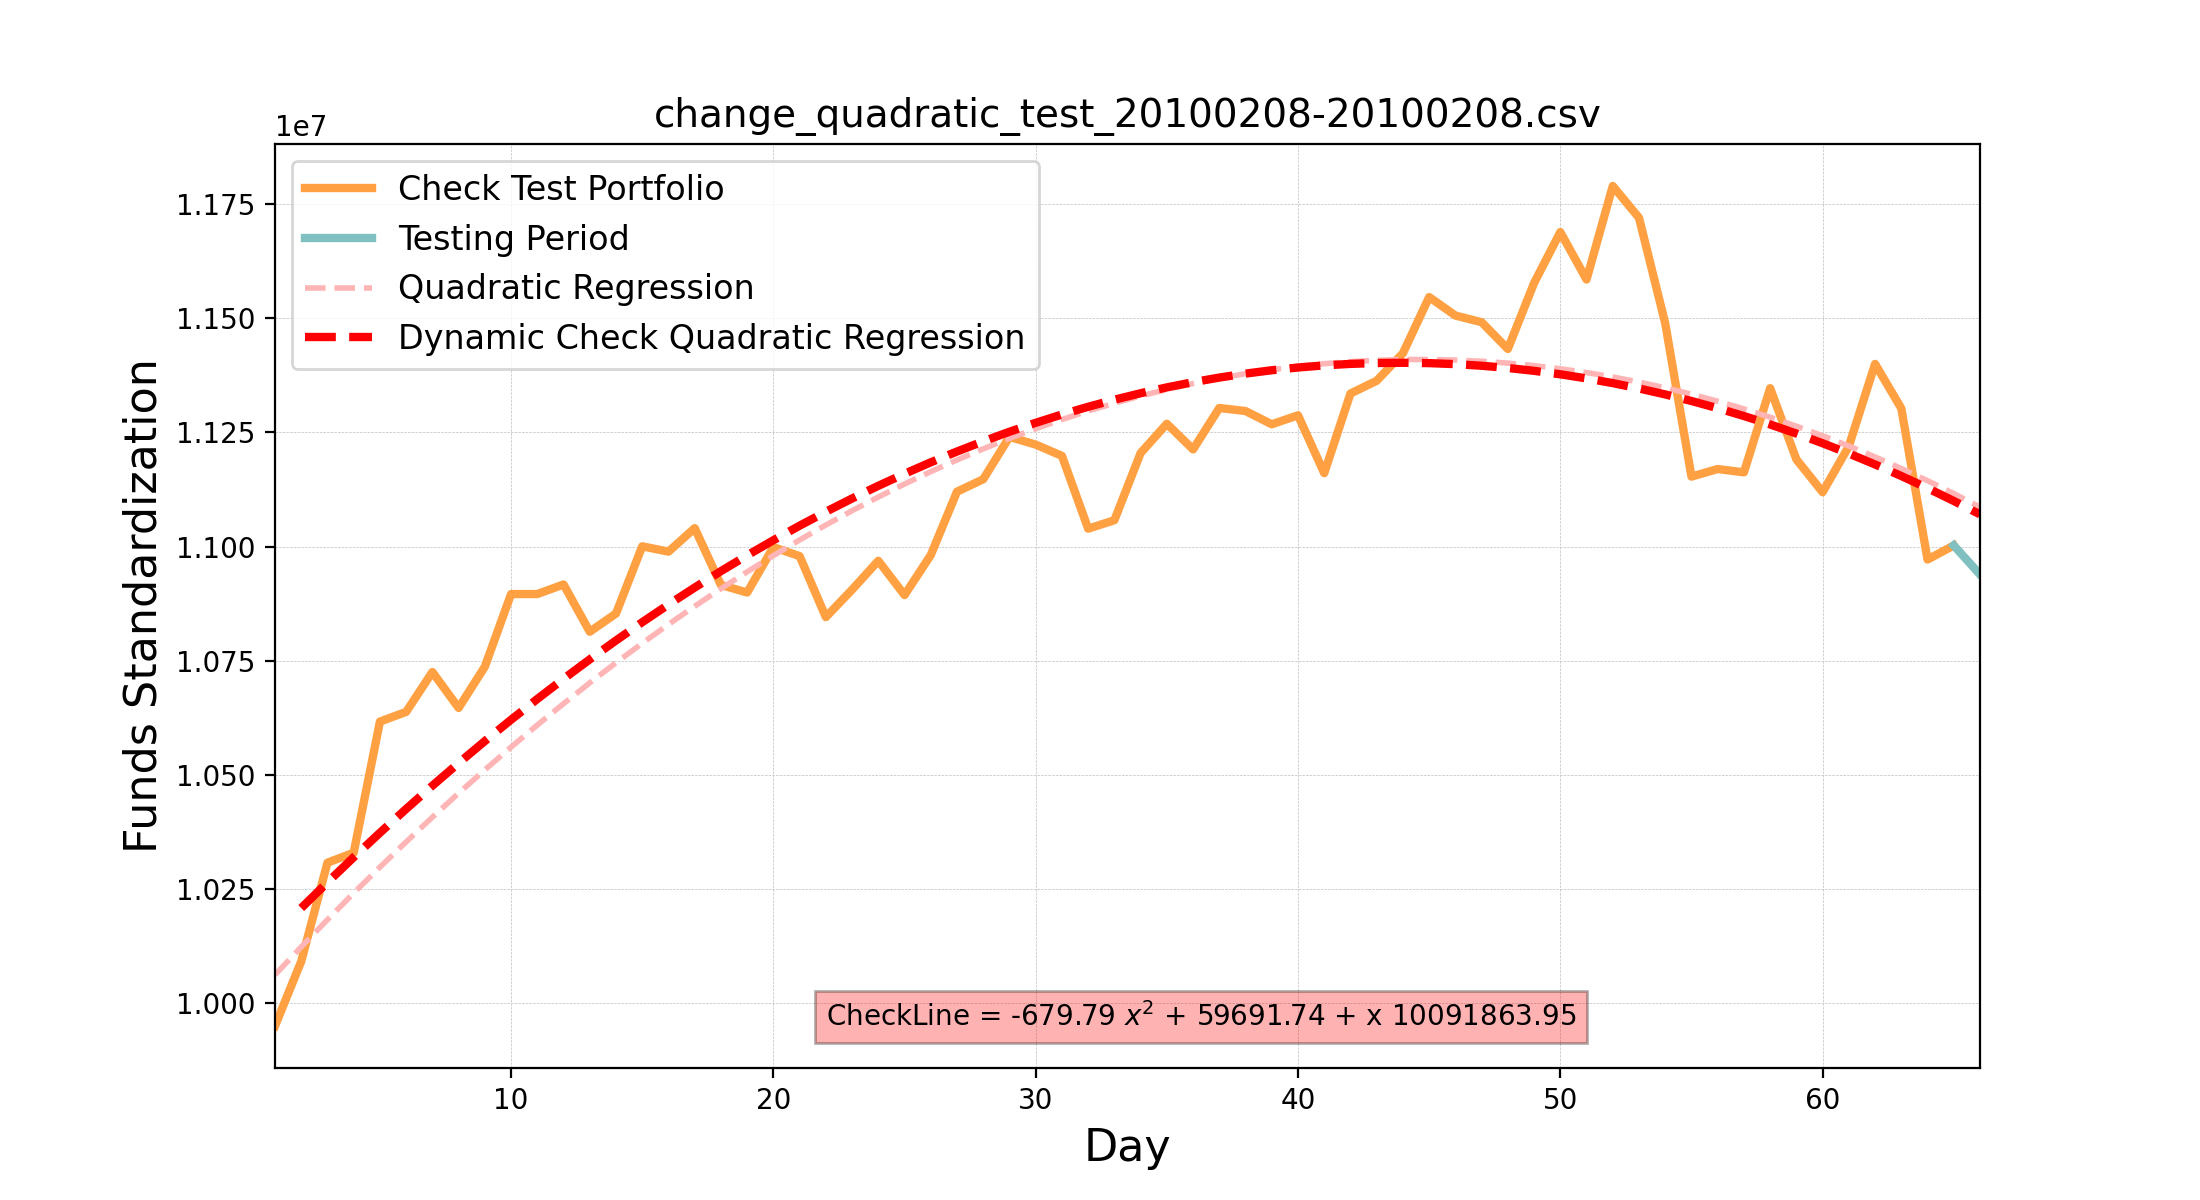 change_quadratic_test_20100208-20100208.csv
1e7
Check Test Portfolio
Testing Period
Quadratic Regression
Dynamic Check Quadratic Regression
1.175
1.150
1.125
1.100
1.075
1.050
1.025
1.000
Funds Standardization
CheckLine = -679.79 x² + 59691.74 + x 10091863.95
10 20 30 40 50 60
Day